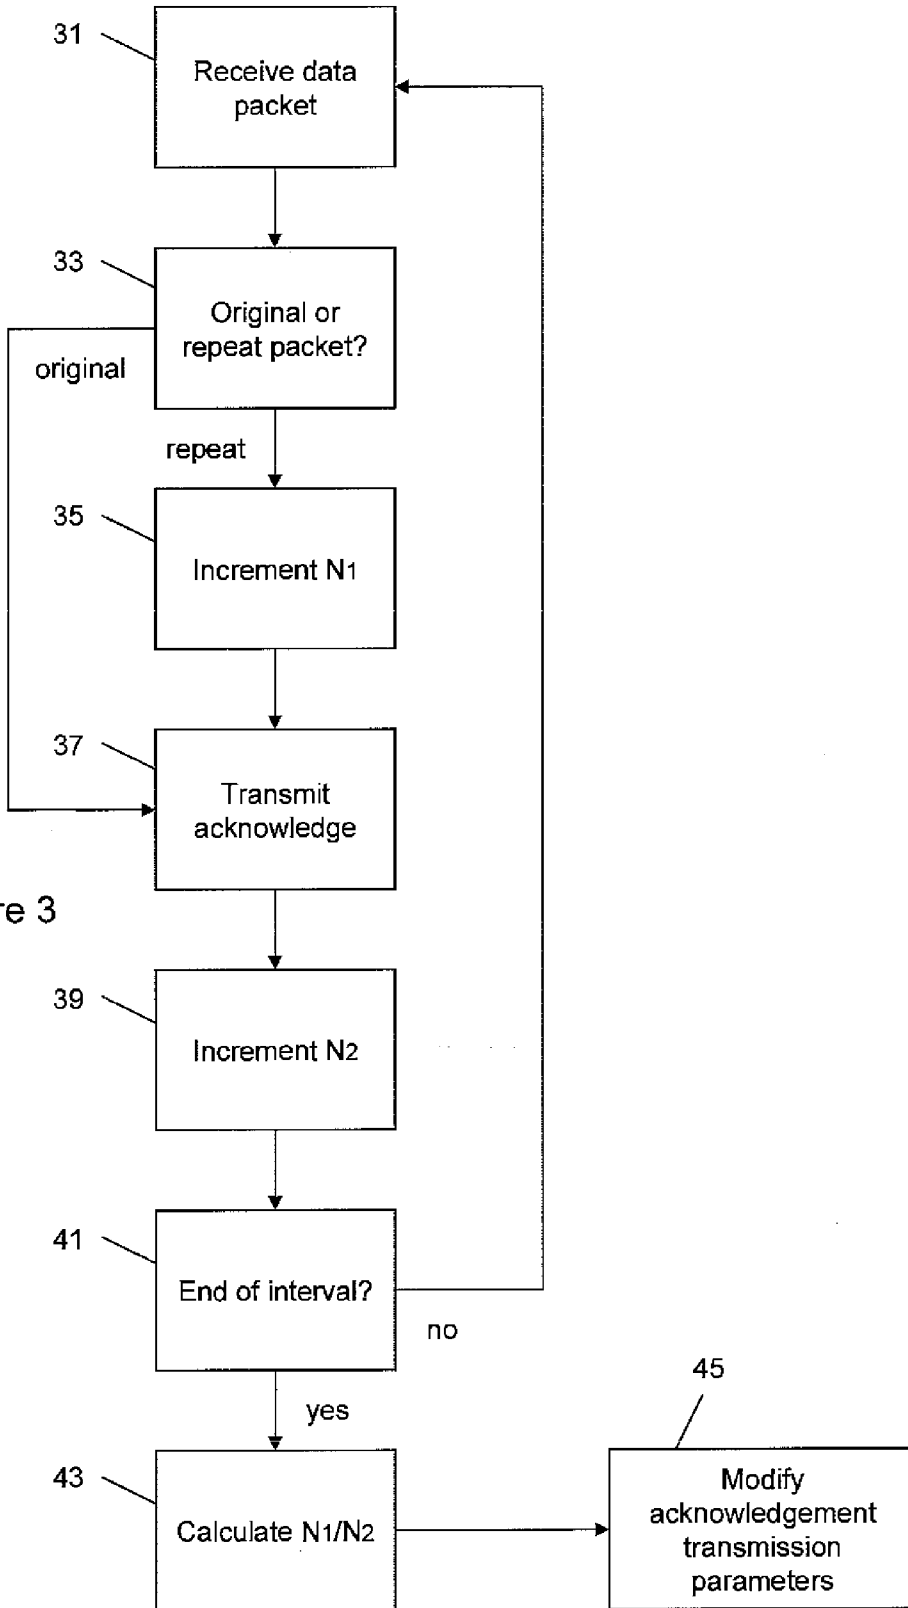 31
Receive data
packet
33
Original or
repeat packet?
original
repeat
35
Increment N1
37
Transmit
acknowledge
re 3
39
Increment N2
41
End of interval?
no
yes
45
43
Calculate N1/N2
Modify
acknowledgement
transmission
parameters